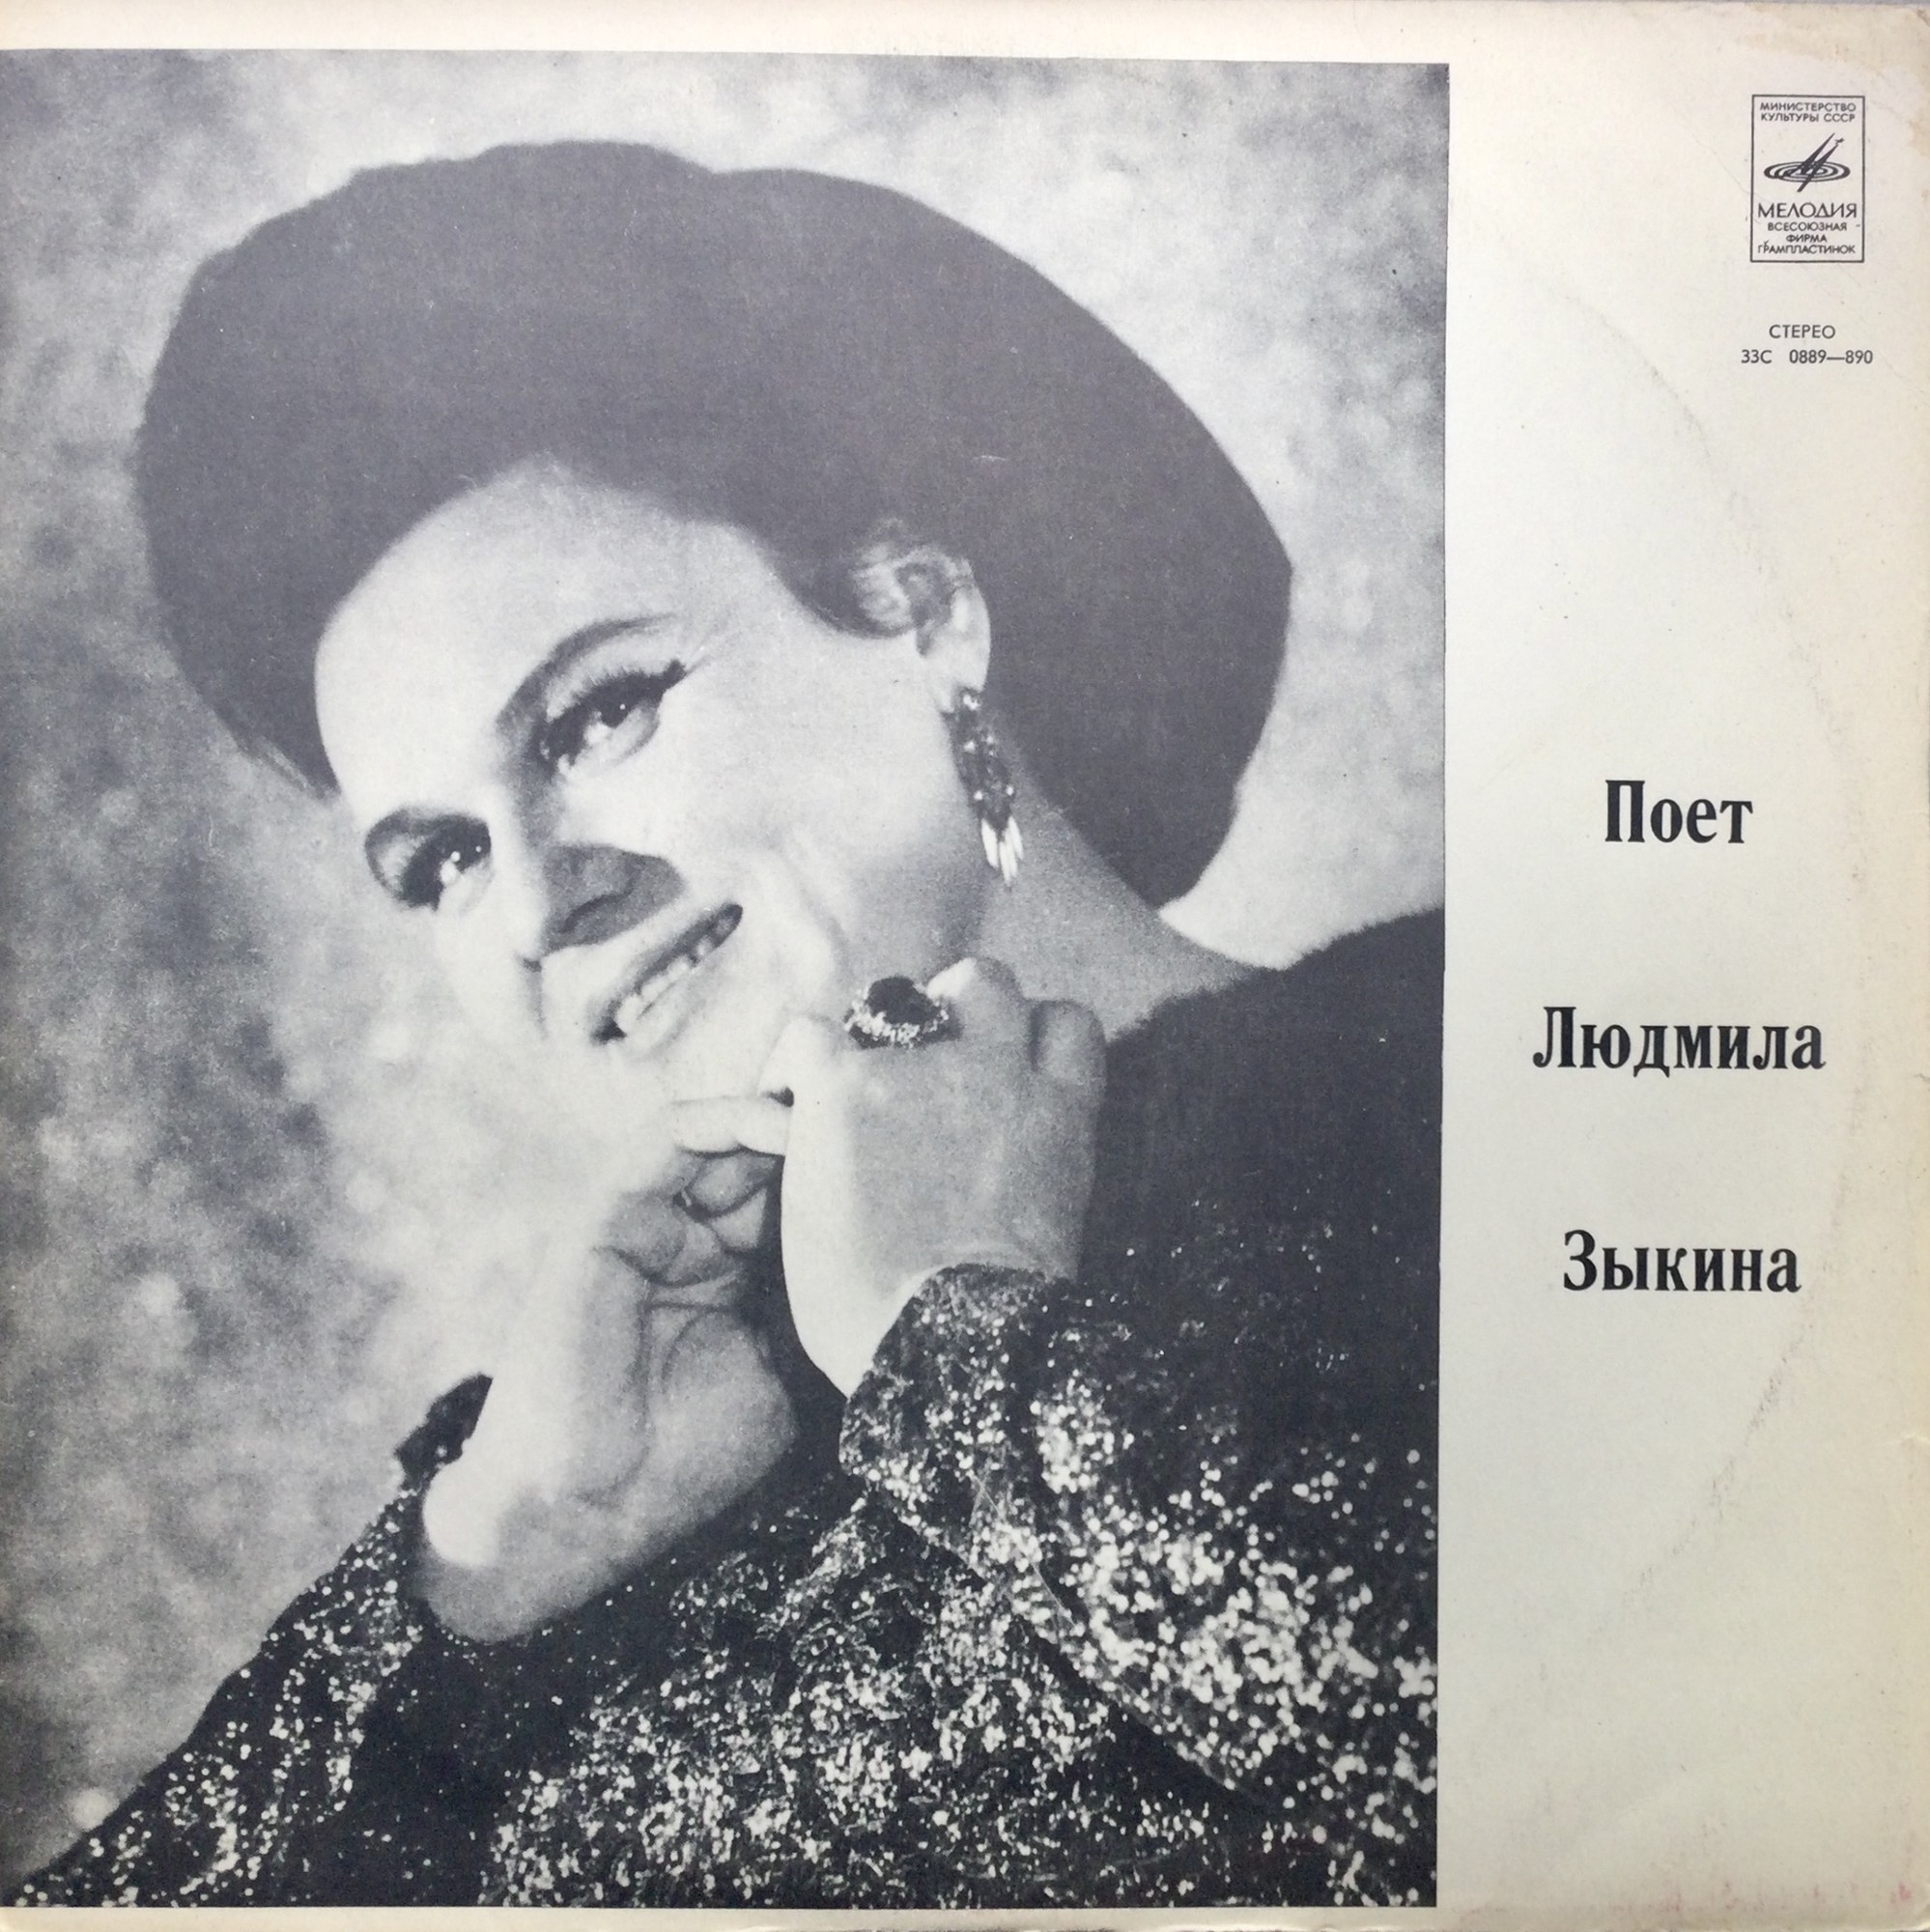 МИНИСТЕРСТВО
КУЛЬТУРЫ СССР
МЕЛОДИЯ
ВСЕСОЮЗНАЯ
ФИРМА
ГРАМПЛАСТИНОК
СТЕРЕО
33С 0889—890
Поет
Людмила
Зыкина